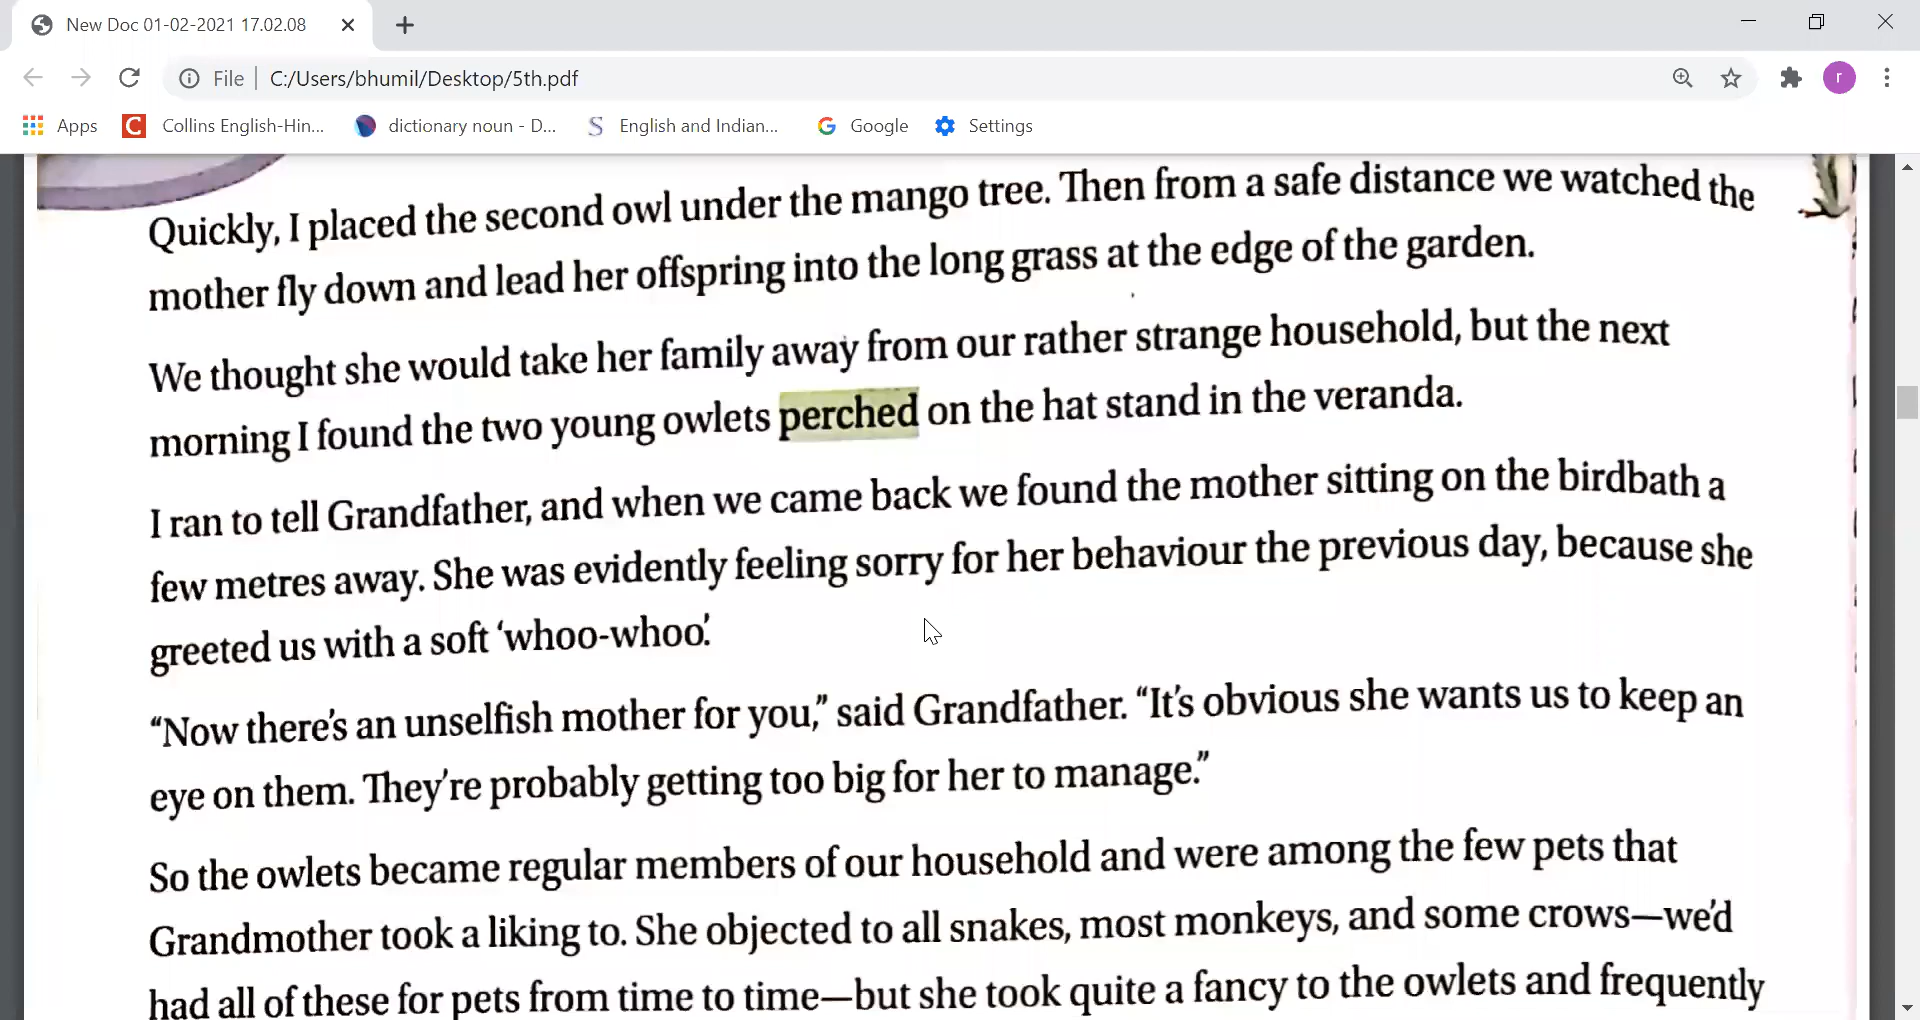 New Doc 01-02-2021 17.02.08
File C:/Users/bhumil/Desktop/5th.pdf
r
Apps Collins English-Hin... dictionary noun - D... English and Indian... Google Settings
Quickly, I placed the second owl under the mango tree. Then from a safe distance we watched the
mother fly down and lead her offspring into the long grass at the edge of the garden.
We thought she would take her family away from our rather strange household, but the next
morning I found the two young owlets perched on the hat stand in the veranda.
I ran to tell Grandfather, and when we came back we found the mother sitting on the birdbath a
few metres away. She was evidently feeling sorry for her behaviour the previous day, because she
greeted us with a soft ‘whoo-whoo’.
“Now there’s an unselfish mother for you,” said Grandfather. “It’s obvious she wants us to keep an
eye on them. They’re probably getting too big for her to manage.”
So the owlets became regular members of our household and were among the few pets that
Grandmother took a liking to. She objected to all snakes, most monkeys, and some crows—we’d
had all of these for pets from time to time—but she took quite a fancy to the owlets and frequently